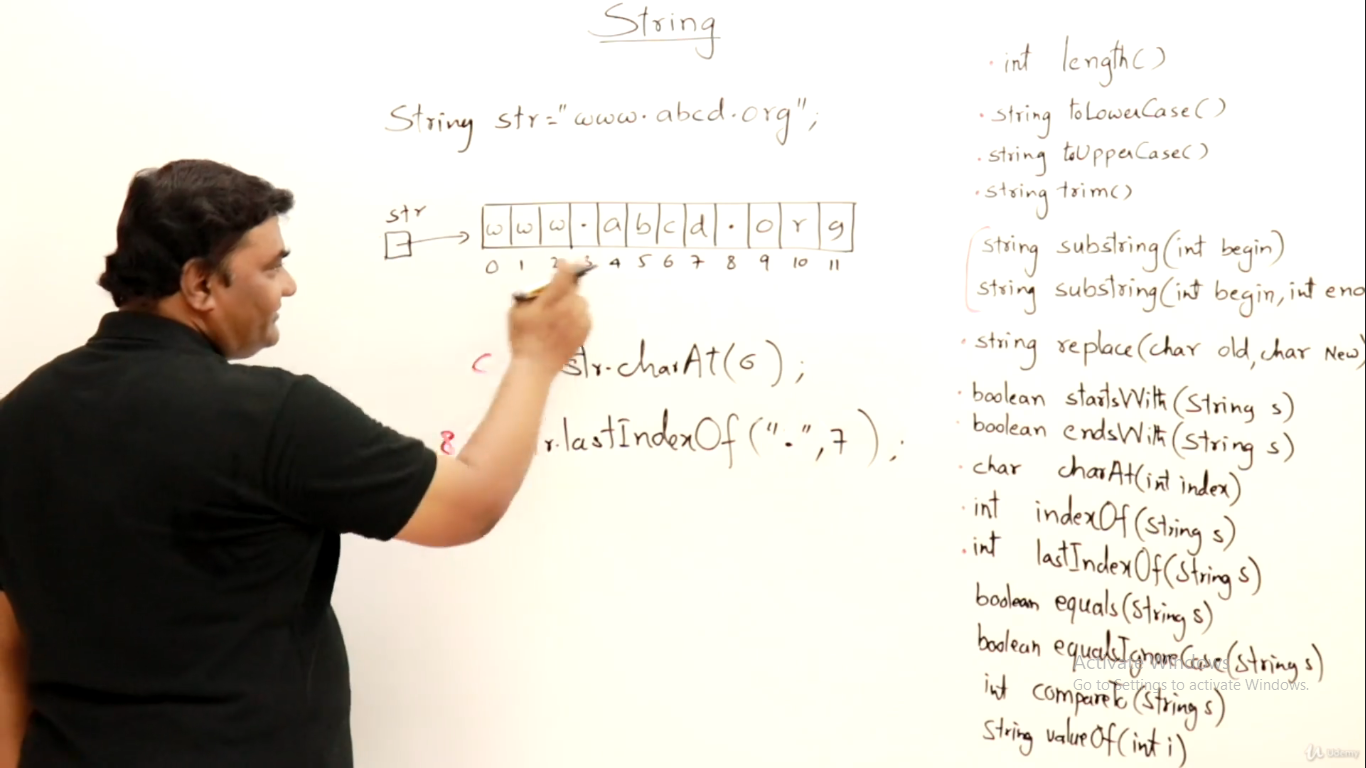 String
String str="www.abcd.org";
str
w w w . a b c d . o r g
0 1 2 3 4 5 6 7 8 9 10 11
c str.charAt(6);
8 r.lastIndexOf(".",7);
. int length()
. string toLowerCase()
. string toUpperCase()
. string trim()
string substring(int begin)
string substring(int begin, int eno
. string replace(char old, char New)
. boolean startsWith(String s)
. boolean endsWith(String s)
. char charAt(int index)
. int indexOf(String s)
. int lastIndexOf(String s)
boolean equals(String s)
boolean equalsIgnoreCase(String s)
int compareTo(String s)
String valueOf(int i)
Activate Windows
Go to Settings to activate Windows.
Udemy